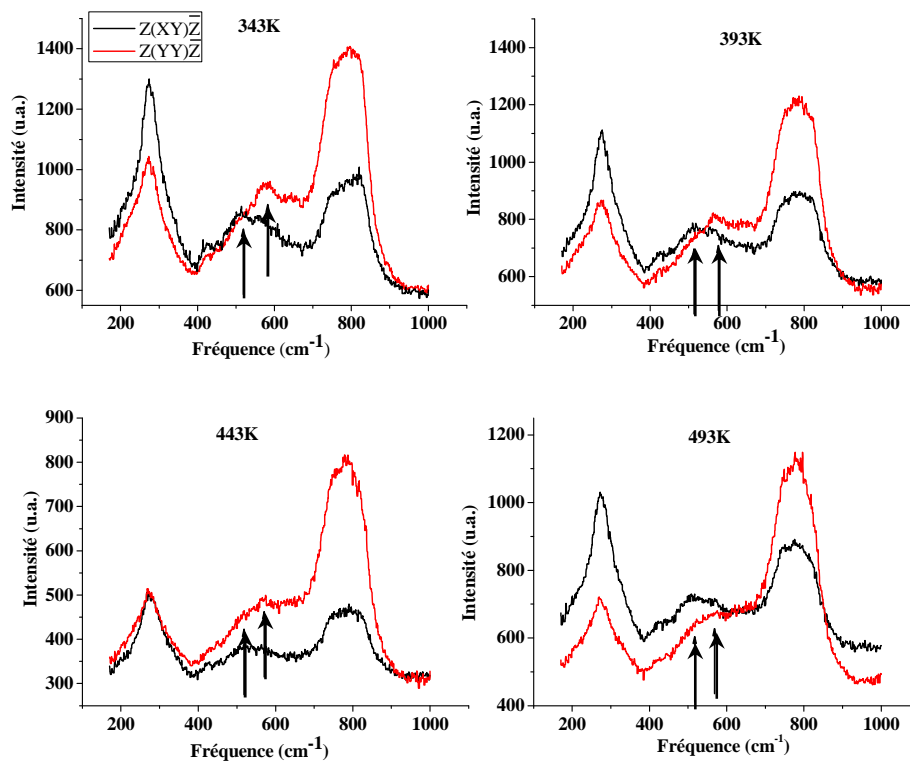 Z(XY)Z̅
Z(YY)Z̅
343K
1400
1200
1000
800
600
Intensité (u.a.)
200 400 600 800 1000
Fréquence (cm⁻¹)
393K
1400
1200
1000
800
600
Intensité (u.a.)
200 400 600 800 1000
Fréquence (cm⁻¹)
443K
900
800
700
600
500
400
300
Intensité (u.a.)
200 400 600 800 1000
Fréquence (cm⁻¹)
493K
1200
1000
800
600
400
Intensité (u.a.)
200 400 600 800 1000
Fréquence (cm⁻¹)